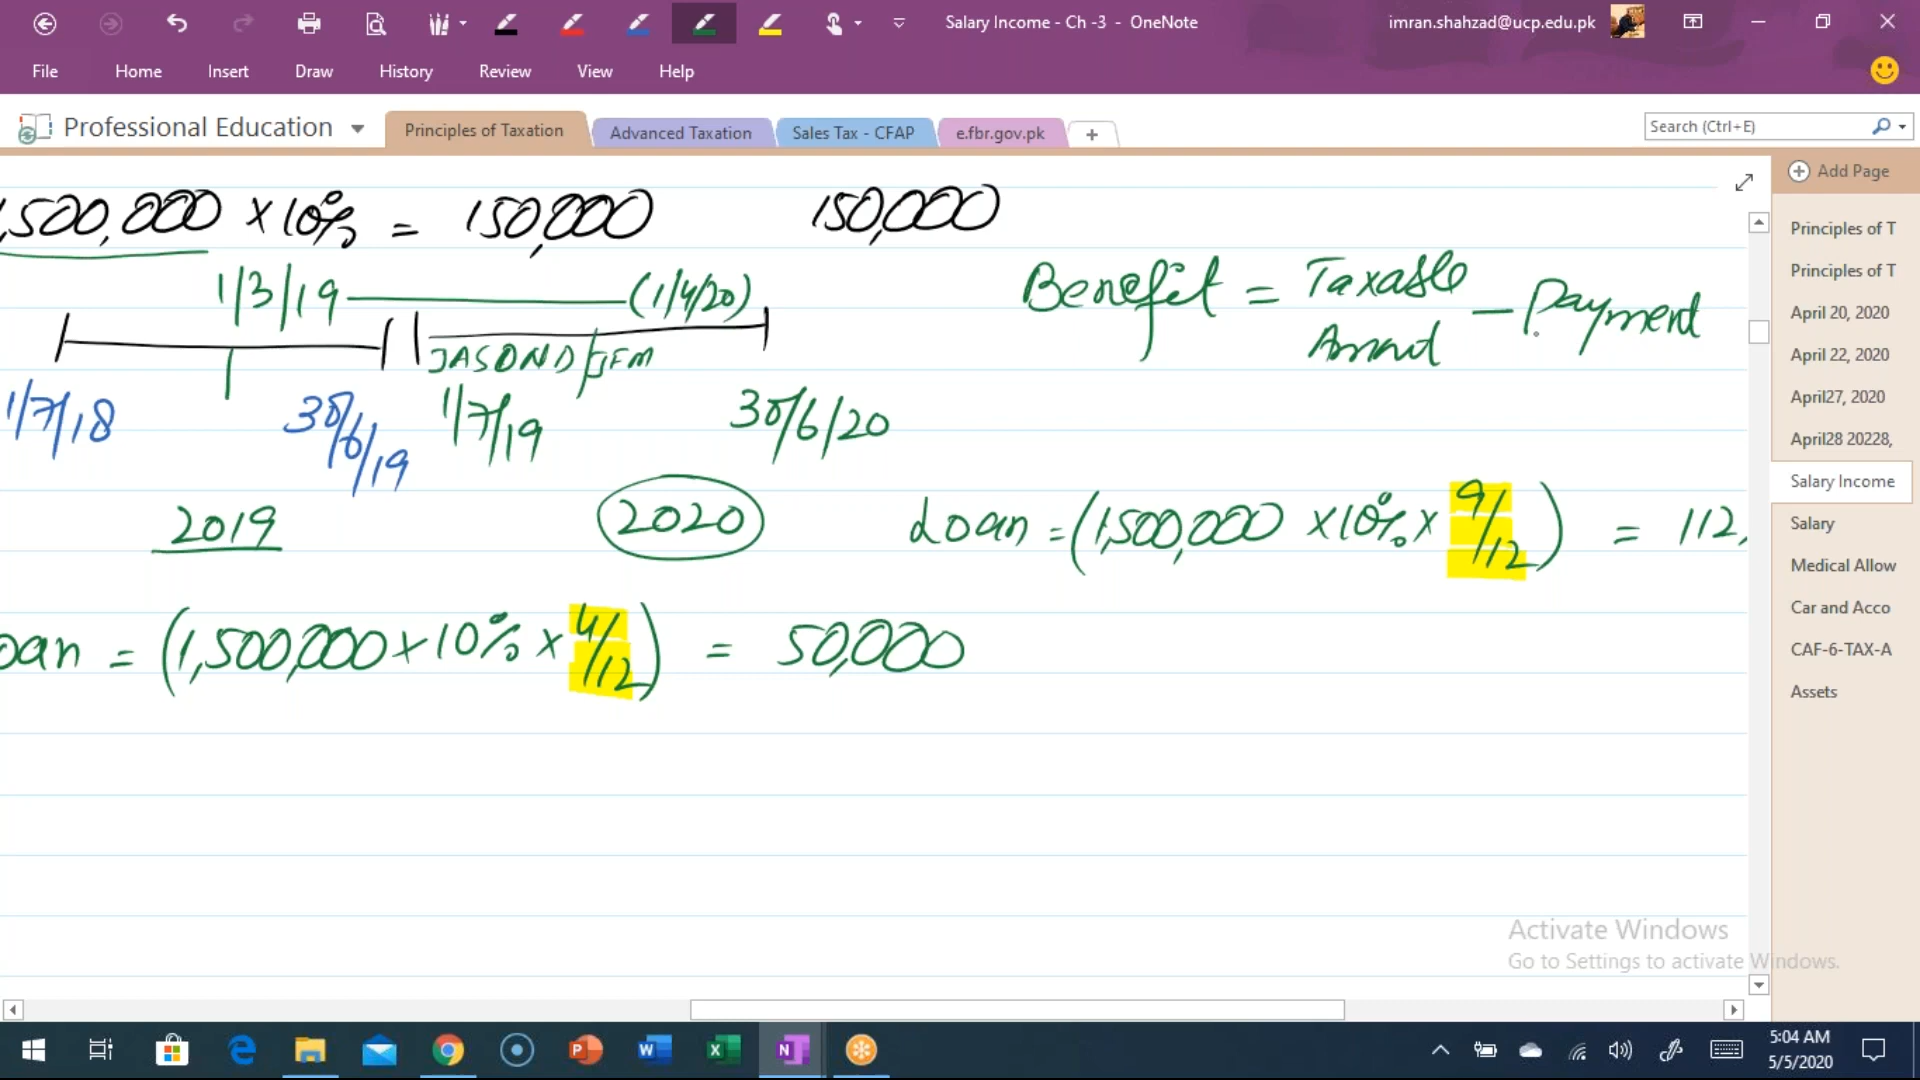 Salary Income - Ch -3 - OneNote
imran.shahzad@ucp.edu.pk
File Home Insert Draw History Review View Help
Professional Education
Principles of Taxation
Advanced Taxation
Sales Tax - CFAP
e.fbr.gov.pk
Search (Ctrl+E)
Add Page
Principles of T
Principles of T
April 20, 2020
April 22, 2020
April27, 2020
April28 20228,
Salary Income
Salary
Medical Allow
Car and Acco
CAF-6-TAX-A
Assets
,500,000 ×10% = 150,000 150,000
1/3/19 (1/4/20)
Benefit = Taxable Amount - Payment
JASOND/JFM
1/7/18 30/6/19 1/7/19 30/6/20
2019 2020
Loan = (1,500,000 ×10% × 9/12) = 112,
oan = (1,500,000 × 10% × 4/12) = 50,000
Activate Windows
Go to Settings to activate Windows.
5:04 AM
5/5/2020